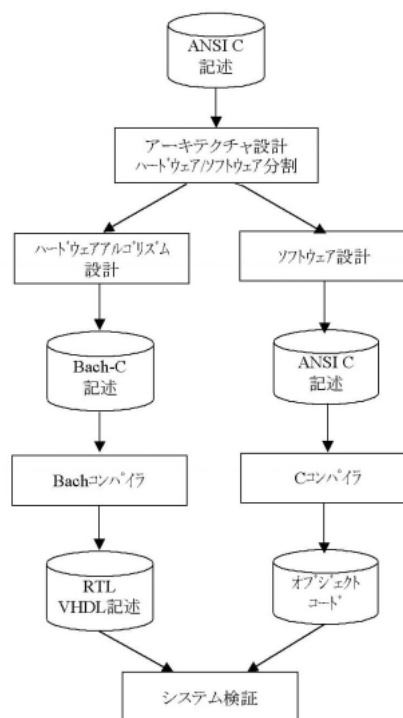 ANSI C
記述
アーキテクチャ設計
ハードウェア/ソフトウェア分割
ﾊｰﾄﾞｳｪｱｱﾙｺﾞﾘｽﾞﾑ
設計
ｿﾌﾄｳｪｱ設計
Bach-C
記述
ANSI C
記述
Bachｺﾝﾊﾟｲﾗ
Cｺﾝﾊﾟｲﾗ
RTL
VHDL記述
ｵﾌﾞｼﾞｪｸﾄ
ｺｰﾄﾞ
システム検証